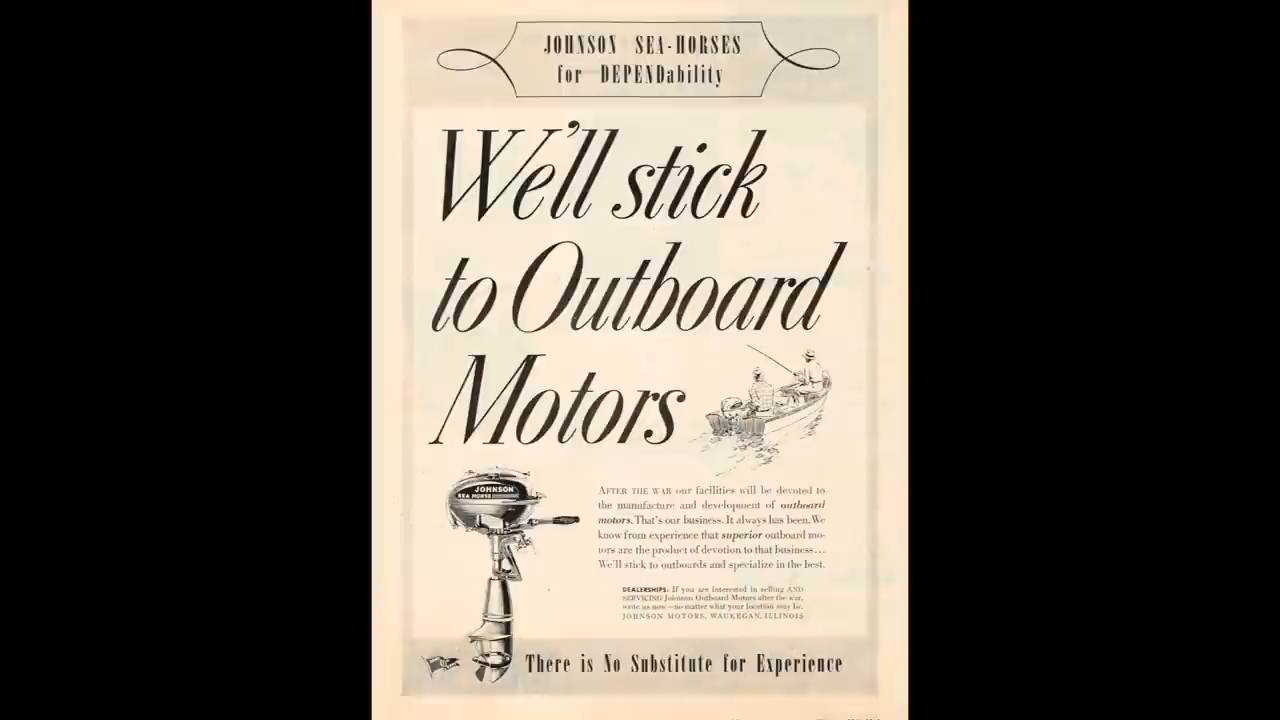 JOHNSON SEA-HORSES
for DEPENDability
We'll stick
to Outboard
Motors
JOHNSON
SEA HORSE
AFTER THE WAR our facilities will be devoted to
the manufacture and development of outboard
motors. That's our business. It always has been. We
know from experience that superior outboard mo-
tors are the product of devotion to that business...
We'll stick to outboards and specialize in the best.
DEALERSHIPS: If you are interested in selling AND
SERVICING Johnson Outboard Motors after the war,
write us now—no matter what your location may be.
JOHNSON MOTORS, WAUKEGAN, ILLINOIS
There is No Substitute for Experience